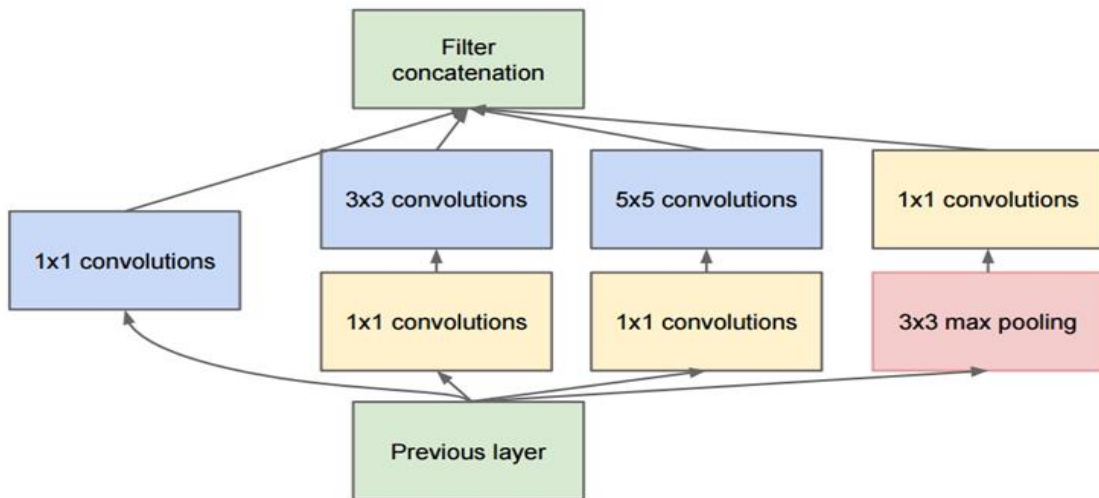 Filter
concatenation
3x3 convolutions
5x5 convolutions
1x1 convolutions
1x1 convolutions
1x1 convolutions
1x1 convolutions
3x3 max pooling
Previous layer